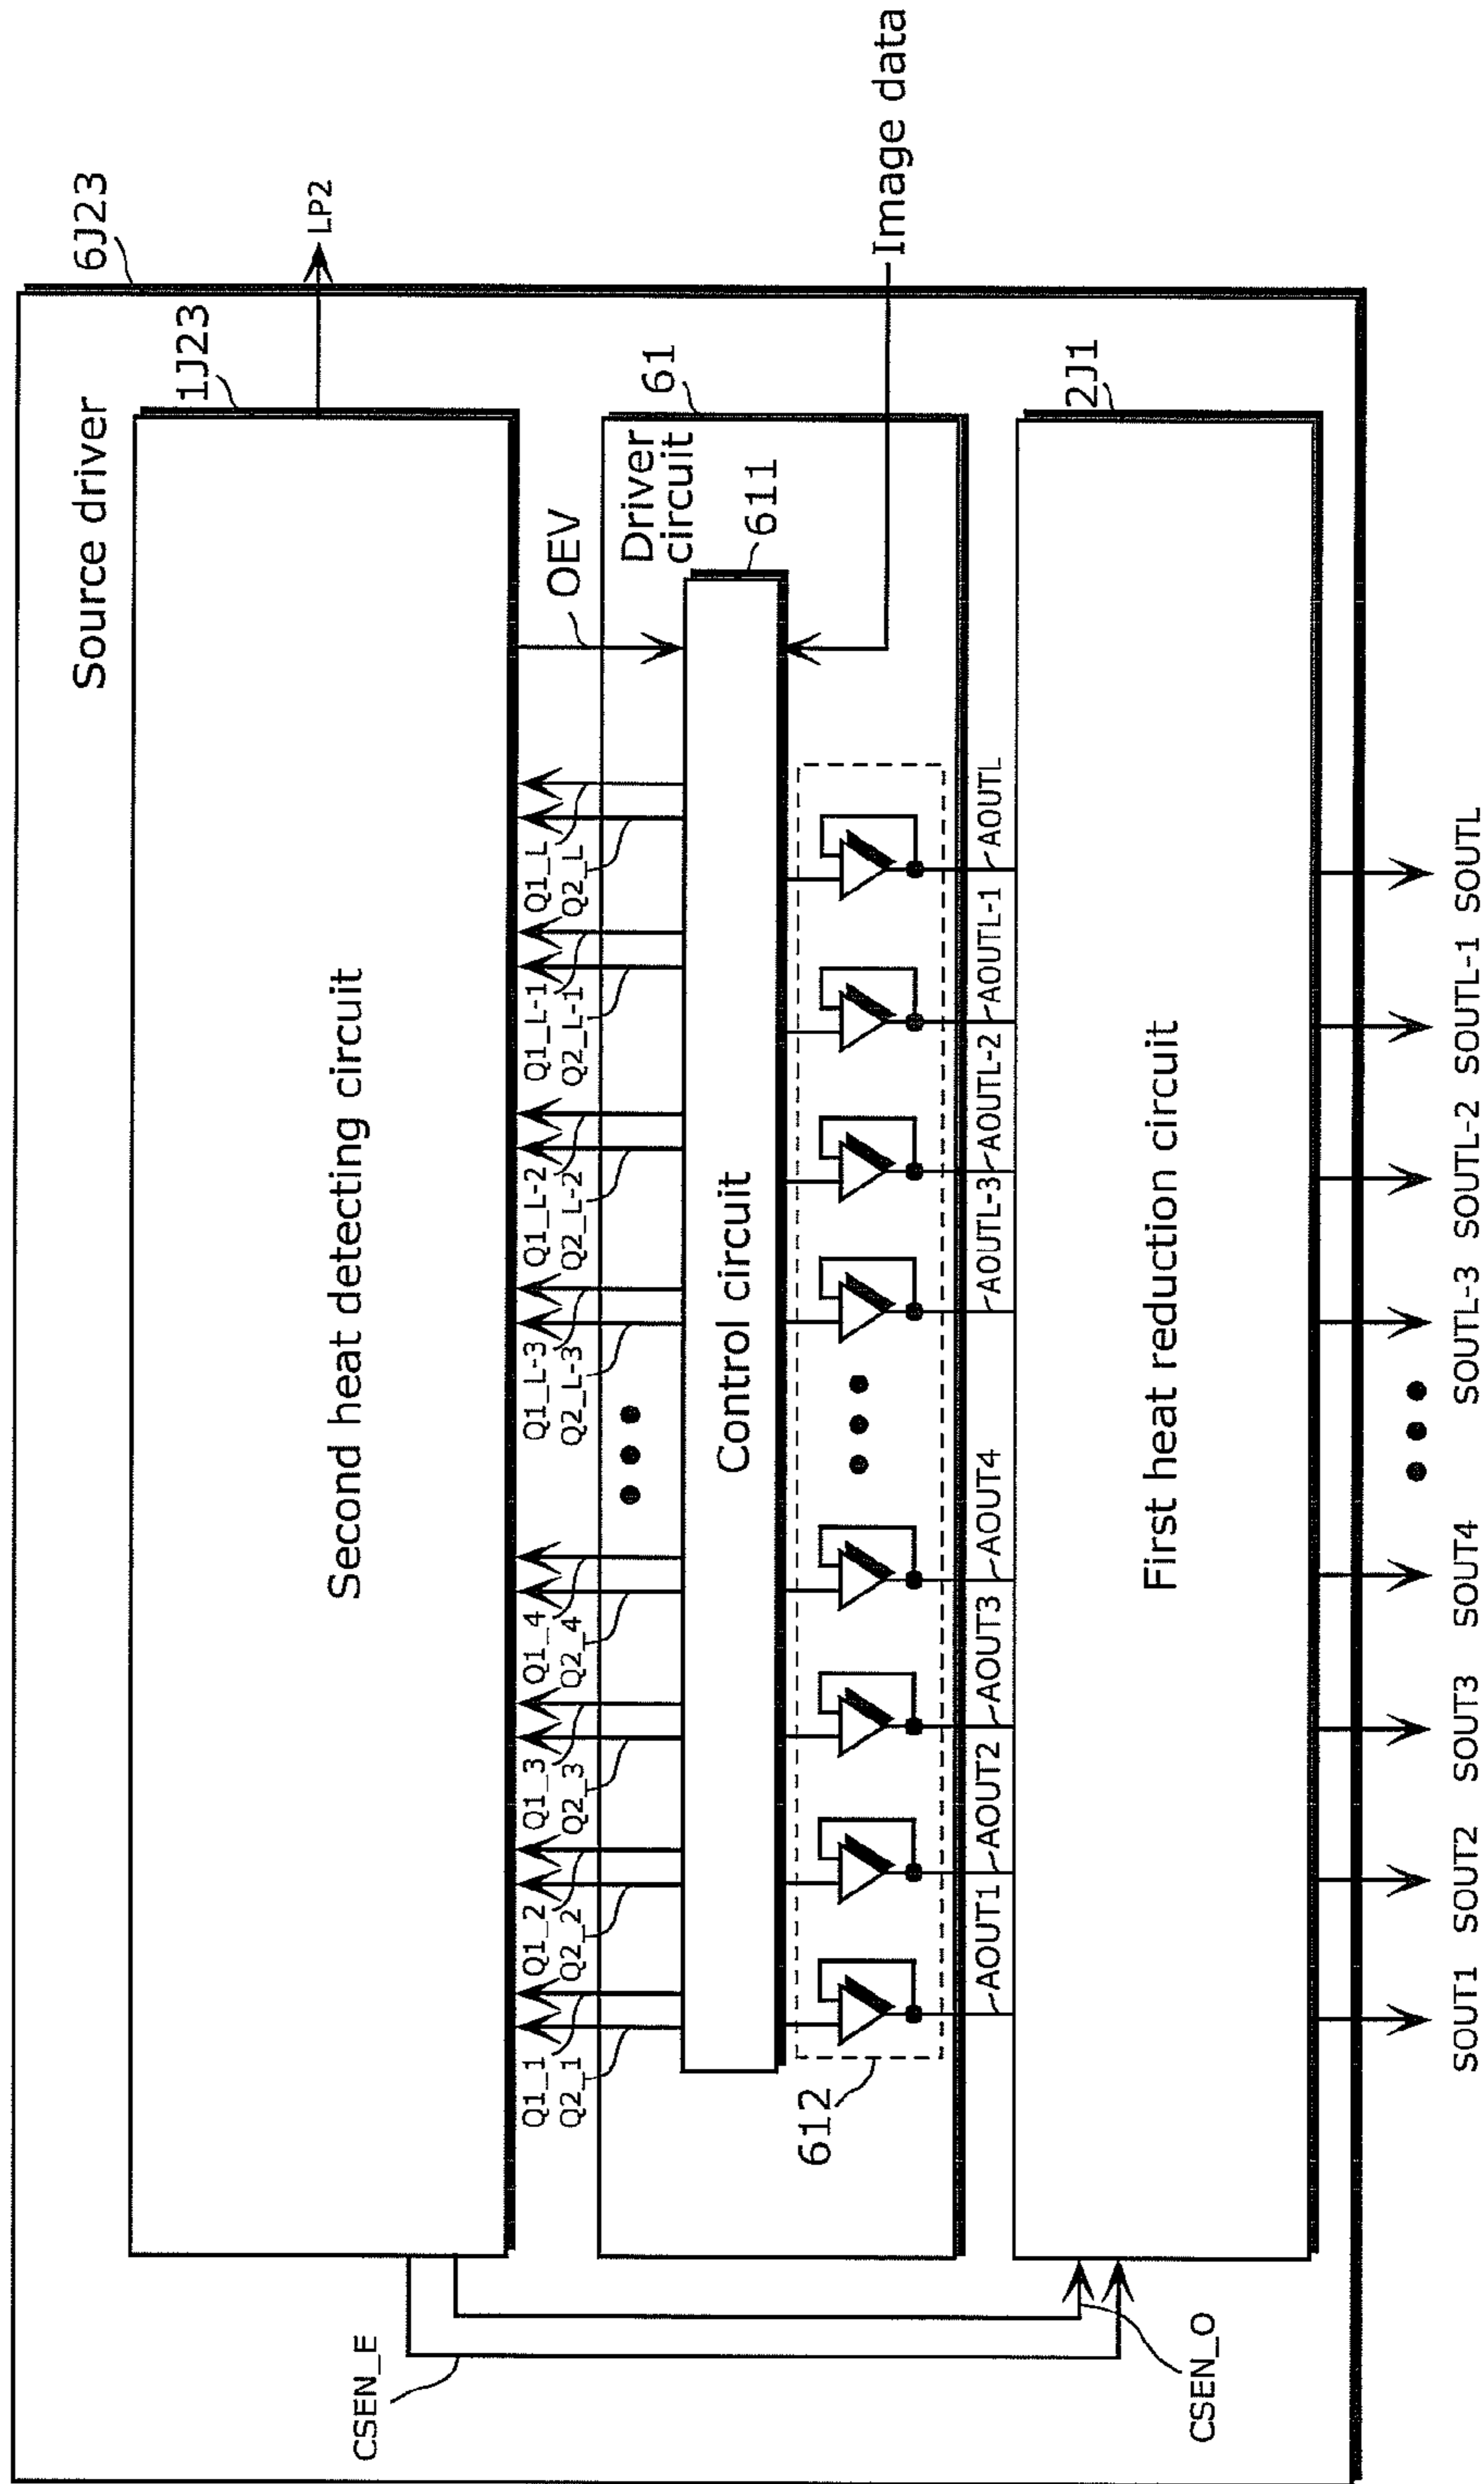 Source driver
6J23
1J23
LP2
Second heat detecting circuit
Q1_1
Q2_1
Q1_2
Q2_2
Q1_3
Q2_3
Q1_4
Q2_4
Q1_L-3
Q2_L-3
Q1_L-2
Q2_L-2
Q1_L-1
Q2_L-1
Q1_L
Q2_L
OEV
Driver
circuit
61
Control circuit
611
612
Image data
AOUT1
AOUT2
AOUT3
AOUT4
AOUTL-3
AOUTL-2
AOUTL-1
AOUTL
First heat reduction circuit
2J1
CSEN_E
CSEN_O
SOUT1
SOUT2
SOUT3
SOUT4
SOUTL-3
SOUTL-2
SOUTL-1
SOUTL